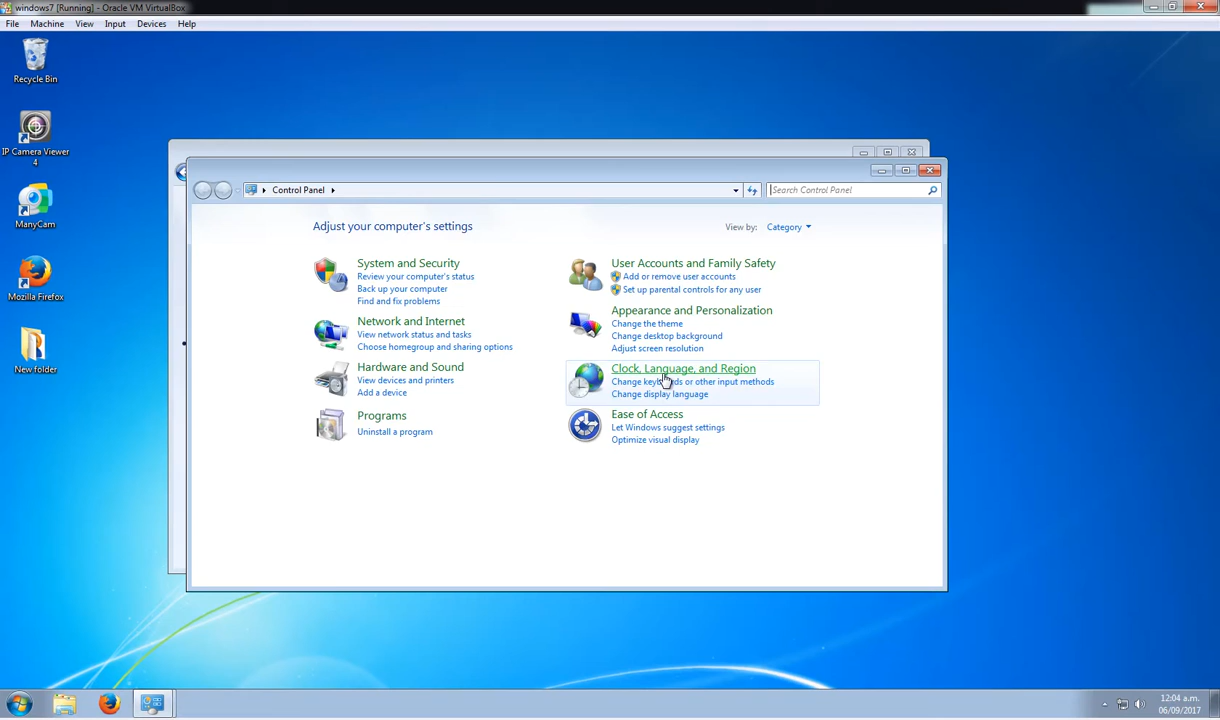 windows7 [Running] - Oracle VM VirtualBox
File Machine View Input Devices Help
Recycle Bin
IP Camera Viewer
4
ManyCam
Mozilla Firefox
New folder
Control Panel
Search Control Panel
Adjust your computer's settings
View by: Category
System and Security
Review your computer's status
Back up your computer
Find and fix problems
Network and Internet
View network status and tasks
Choose homegroup and sharing options
Hardware and Sound
View devices and printers
Add a device
Programs
Uninstall a program
User Accounts and Family Safety
Add or remove user accounts
Set up parental controls for any user
Appearance and Personalization
Change the theme
Change desktop background
Adjust screen resolution
Clock, Language, and Region
Change keyboards or other input methods
Change display language
Ease of Access
Let Windows suggest settings
Optimize visual display
12:04 a.m.
06/09/2017